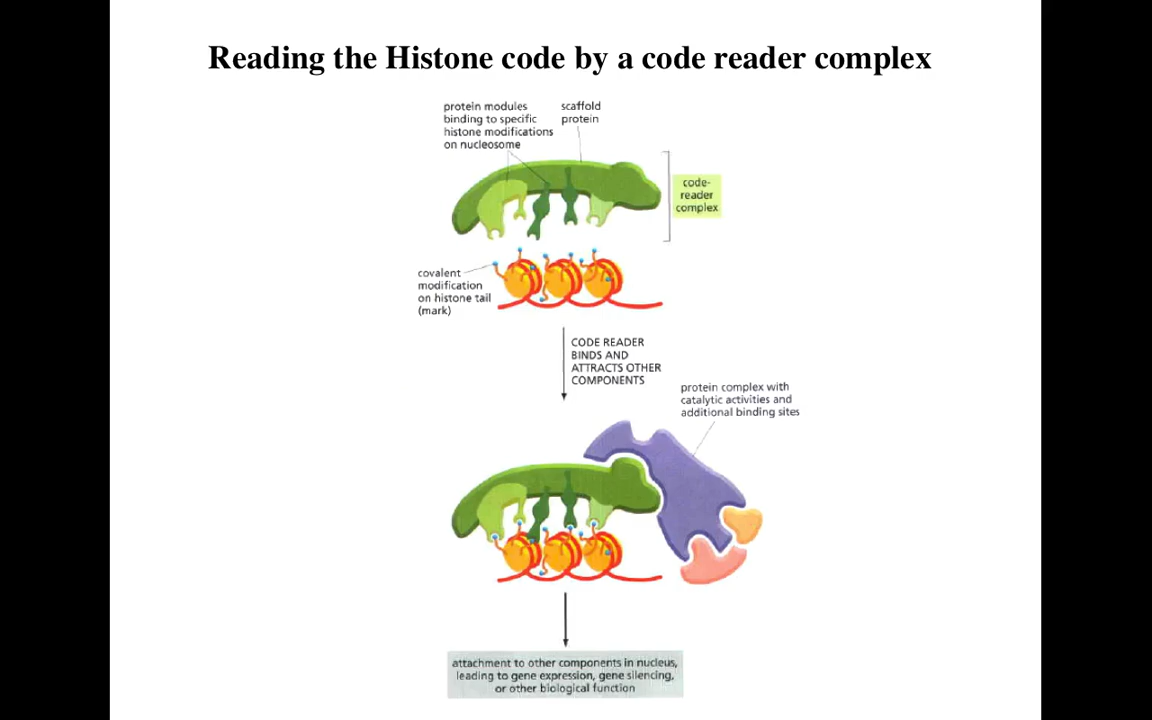 Reading the Histone code by a code reader complex
protein modules
binding to specific
histone modifications
on nucleosome
scaffold
protein
code-
reader
complex
covalent
modification
on histone tail
(mark)
CODE READER
BINDS AND
ATTRACTS OTHER
COMPONENTS
protein complex with
catalytic activities and
additional binding sites
attachment to other components in nucleus,
leading to gene expression, gene silencing,
or other biological function